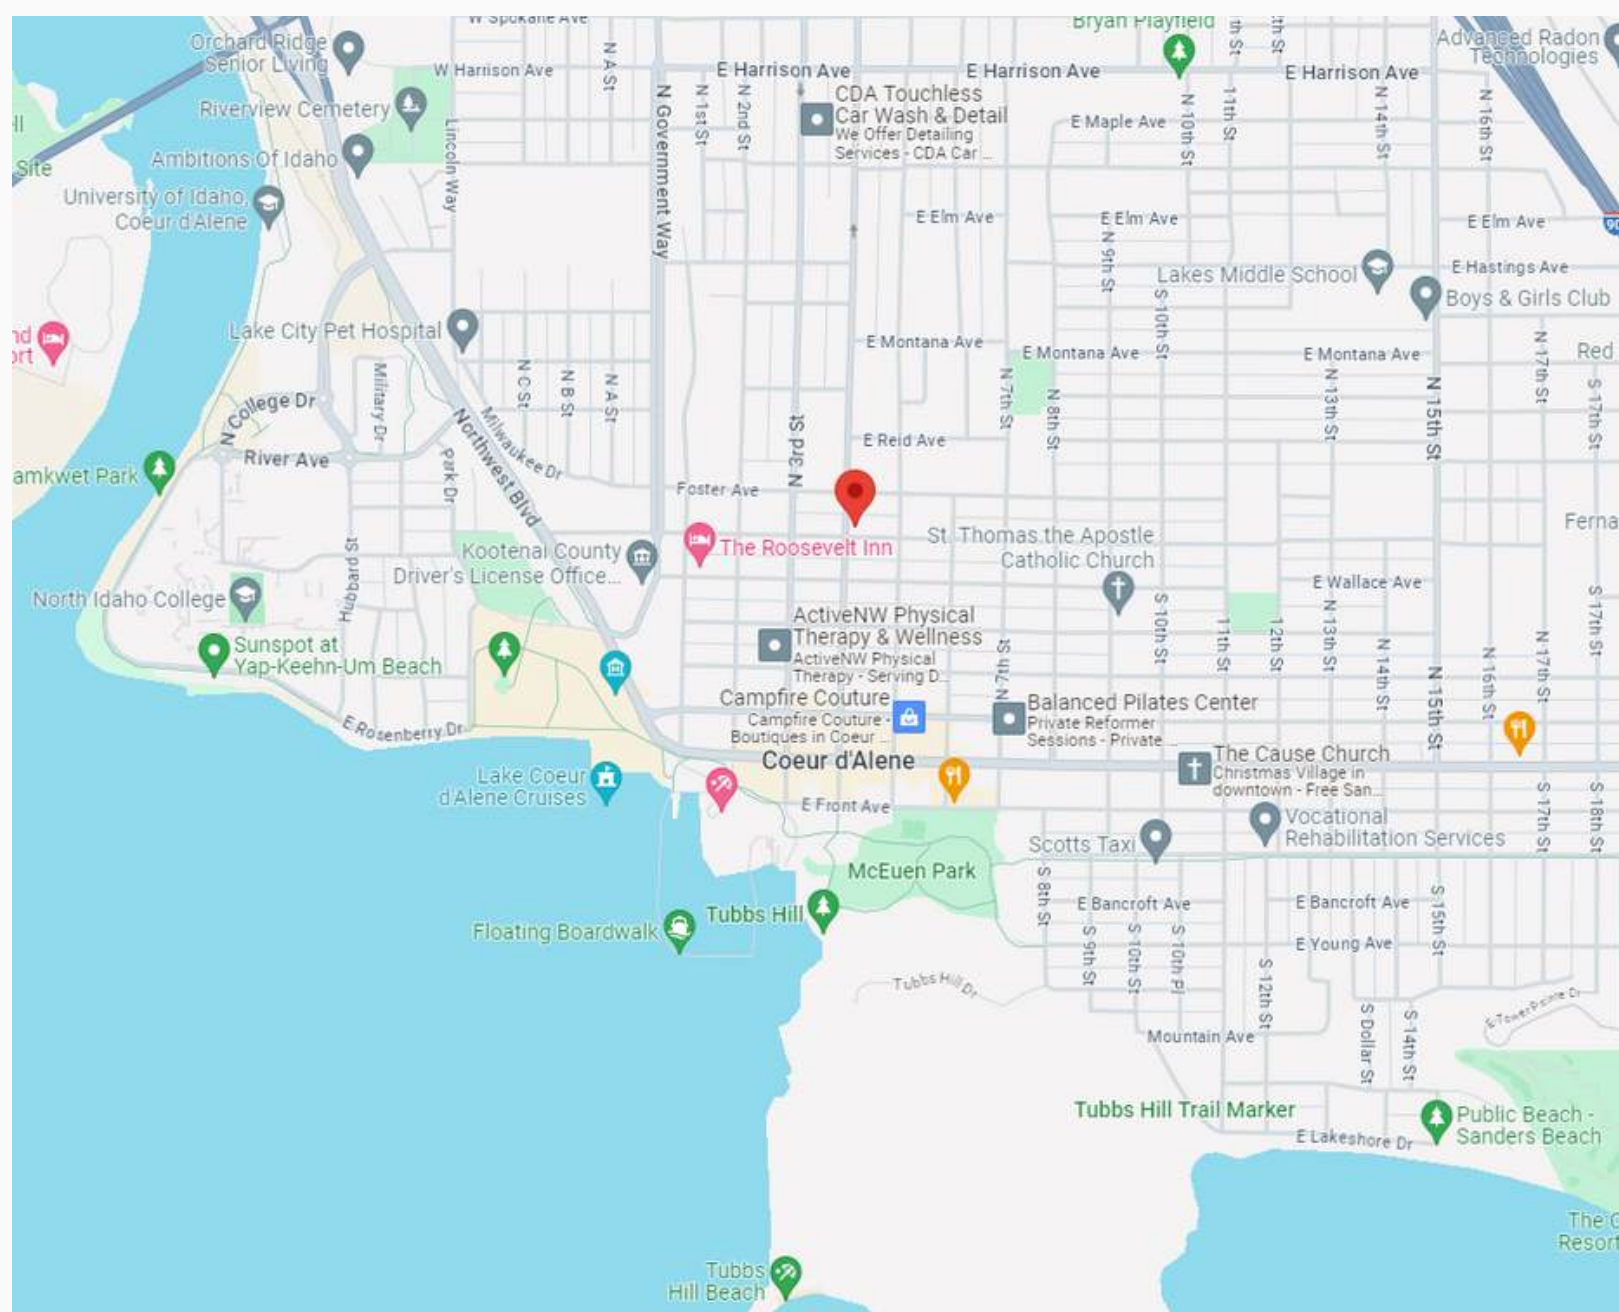 W Spokane Ave
Bryan Playfield
11th St
Orchard Ridge
Senior Living
N A St
W Harrison Ave
E Harrison Ave
E Harrison Ave
E Harrison Ave
Advanced Radon
Technologies
Riverview Cemetery
CDA Touchless
Car Wash & Detail
We Offer Detailing
Services - CDA Car ...
N Government Way
N 1st St
N 2nd St
E Maple Ave
N 10th St
11th St
N 14th St
N 16th St
Site
Ambitions Of Idaho
Lincoln Way
University of Idaho,
Coeur d'Alene
E Elm Ave
E Elm Ave
E Elm Ave
90
N 9th St
Lakes Middle School
E Hastings Ave
Boys & Girls Club
S 10th St
Lake City Pet Hospital
E Montana Ave
E Montana Ave
E Montana Ave
N 17th St
Red
Military Dr
N C St
N B St
N A St
N 7th St
N 8th St
N 13th St
N 15th St
S 17th St
N College Dr
Northwest Blvd
Milwaukee Dr
N 3rd St
E Reid Ave
River Ave
Park Dr
amkwet Park
Foster Ave
Ferna
St. Thomas the Apostle
Catholic Church
The Roosevelt Inn
Kootenai County
Driver's License Office...
Hubbard St
E Wallace Ave
North Idaho College
S 10th St
11th St
12th St
N 13th St
N 14th St
N 16th St
N 17th St
S 17th St
Sunspot at
Yap-Keehn-Um Beach
ActiveNW Physical
Therapy & Wellness
ActiveNW Physical
Therapy - Serving D...
N 7th St
N 15th St
Campfire Couture
Campfire Couture -
Boutiques in Coeur ...
Balanced Pilates Center
Private Reformer
Sessions - Private ...
E Rosenberry Dr
Coeur d'Alene
The Cause Church
Christmas Village in
downtown - Free San...
Lake Coeur
d'Alene Cruises
E Front Ave
S 17th St
S 18th St
Vocational
Rehabilitation Services
Scotts Taxi
McEuen Park
S 8th St
E Bancroft Ave
E Bancroft Ave
S 15th St
Tubbs Hill
Floating Boardwalk
S 9th St
S 10th St
S 10th Pl
E Young Ave
S 12th St
Tubbs Hill Dr
E TowerPointe Dr
S Dollar St
S 14th St
Mountain Ave
Tubbs Hill Trail Marker
Public Beach -
Sanders Beach
E Lakeshore Dr
The C
Resort
Tubbs
Hill Beach